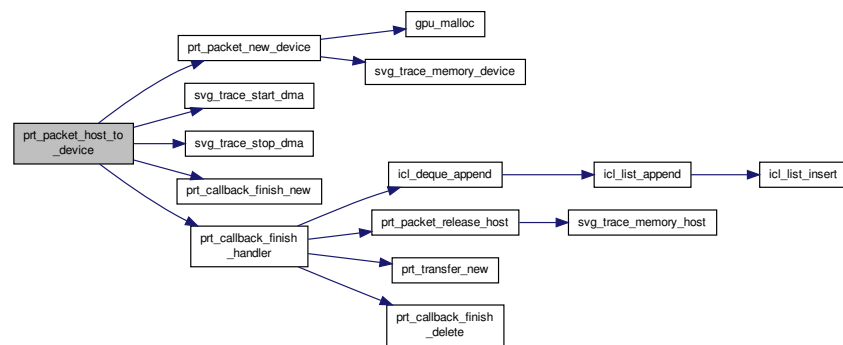 prt_packet_host_to
_device
prt_packet_new_device
gpu_malloc
svg_trace_memory_device
svg_trace_start_dma
svg_trace_stop_dma
prt_callback_finish_new
prt_callback_finish
_handler
icl_deque_append
icl_list_append
icl_list_insert
prt_packet_release_host
svg_trace_memory_host
prt_transfer_new
prt_callback_finish
_delete